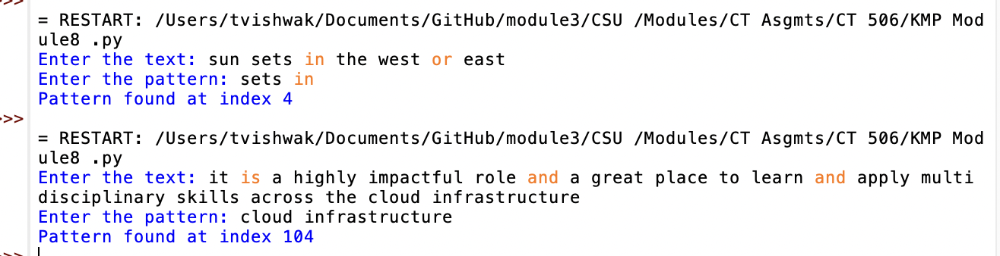 >>>
= RESTART: /Users/tvishwak/Documents/GitHub/module3/CSU /Modules/CT Asgmts/CT 506/KMP Mod
ule8 .py
Enter the text: sun sets in the west or east
Enter the pattern: sets in
Pattern found at index 4
>>>
= RESTART: /Users/tvishwak/Documents/GitHub/module3/CSU /Modules/CT Asgmts/CT 506/KMP Mod
ule8 .py
Enter the text: it is a highly impactful role and a great place to learn and apply multi
disciplinary skills across the cloud infrastructure
Enter the pattern: cloud infrastructure
Pattern found at index 104
>>>